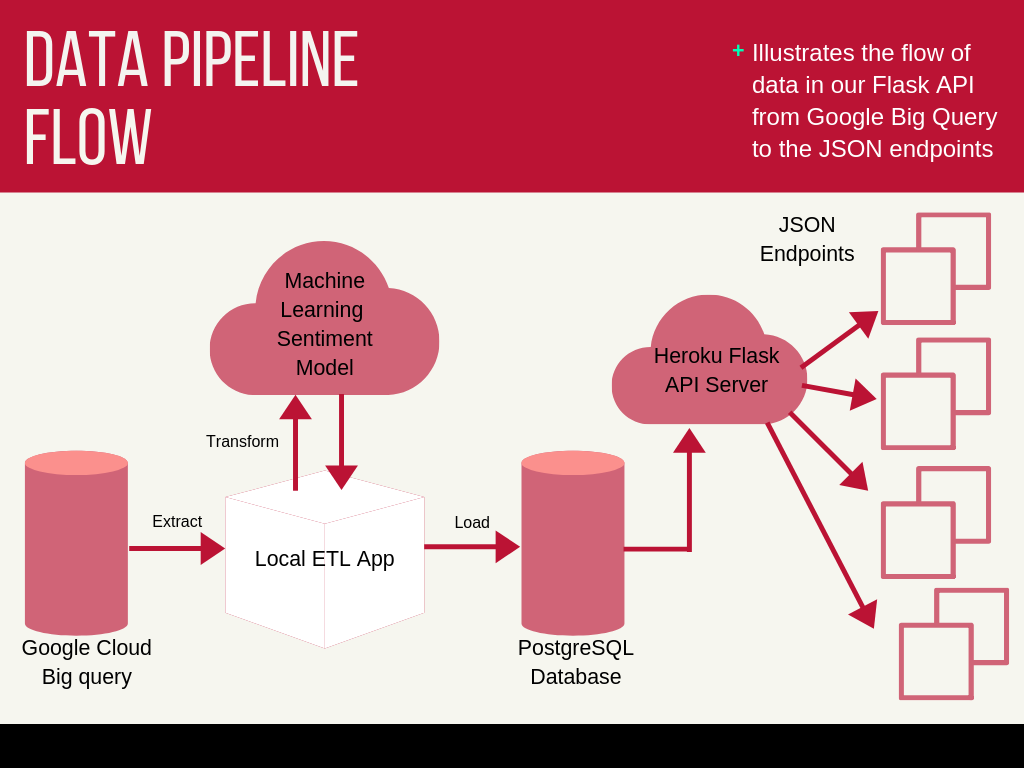 DATA PIPELINE
FLOW
+ Illustrates the flow of
data in our Flask API
from Google Big Query
to the JSON endpoints
JSON
Endpoints
Machine
Learning
Sentiment
Model
Heroku Flask
API Server
Transform
Extract
Load
Local ETL App
Google Cloud
Big query
PostgreSQL
Database